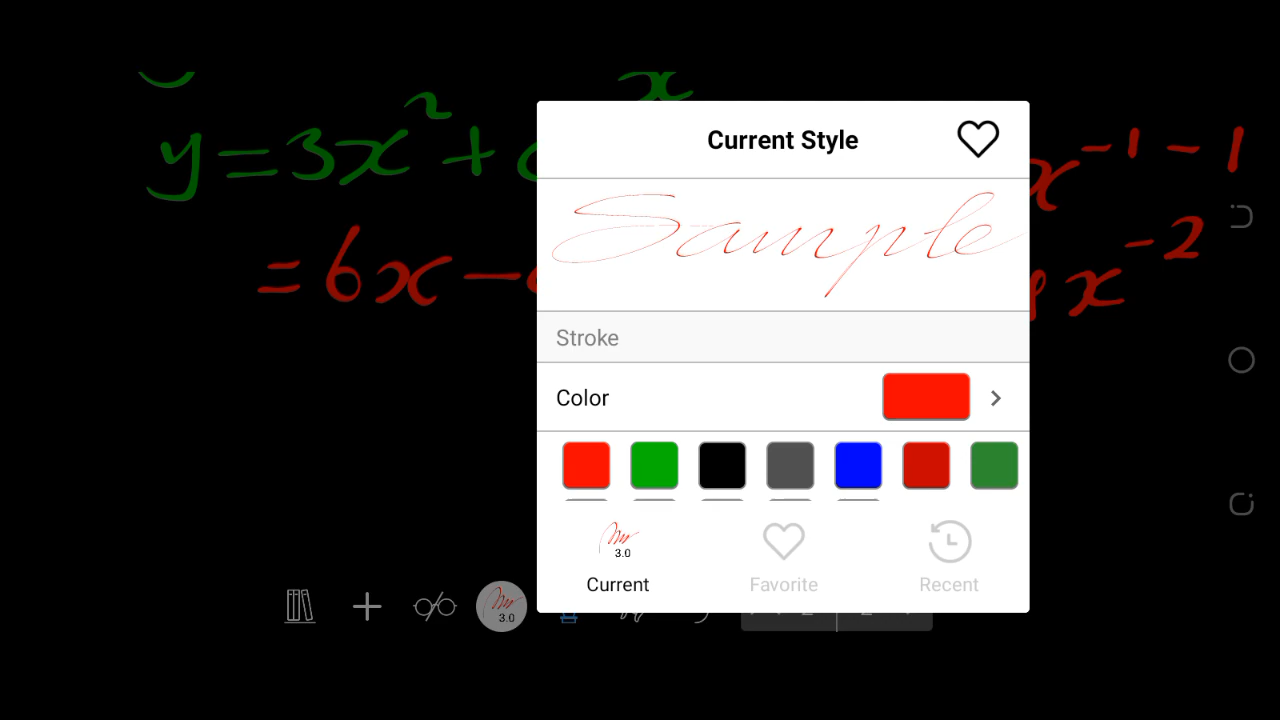 x
y = 3x² +
x⁻¹⁻¹
= 6x -
x⁻²
Current Style
Sample
Stroke
Color
3.0
Current
Favorite
Recent
3.0